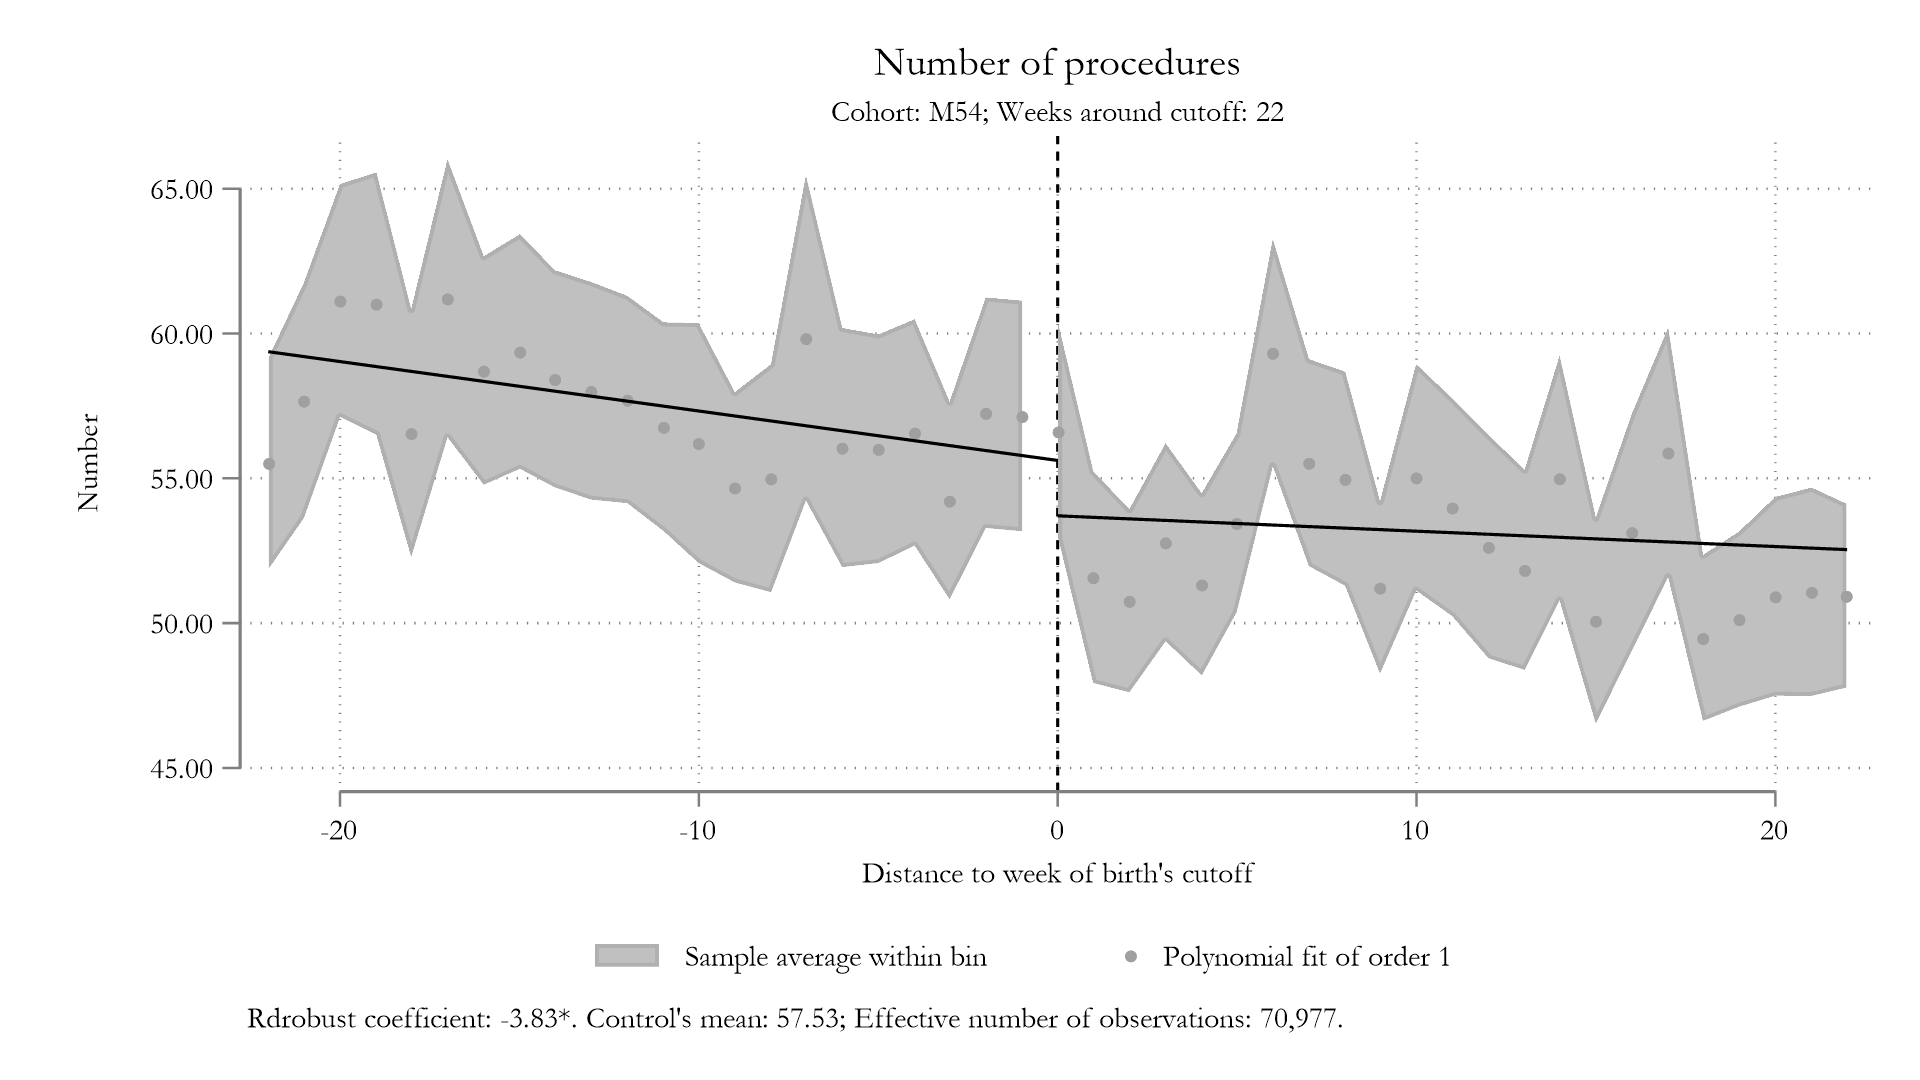 Number of procedures
Cohort: M54; Weeks around cutoff: 22
65.00
60.00
55.00
50.00
45.00
Number
-20 -10 0 10 20
Distance to week of birth's cutoff
Sample average within bin Polynomial fit of order 1
Rdrobust coefficient: -3.83*. Control's mean: 57.53; Effective number of observations: 70,977.